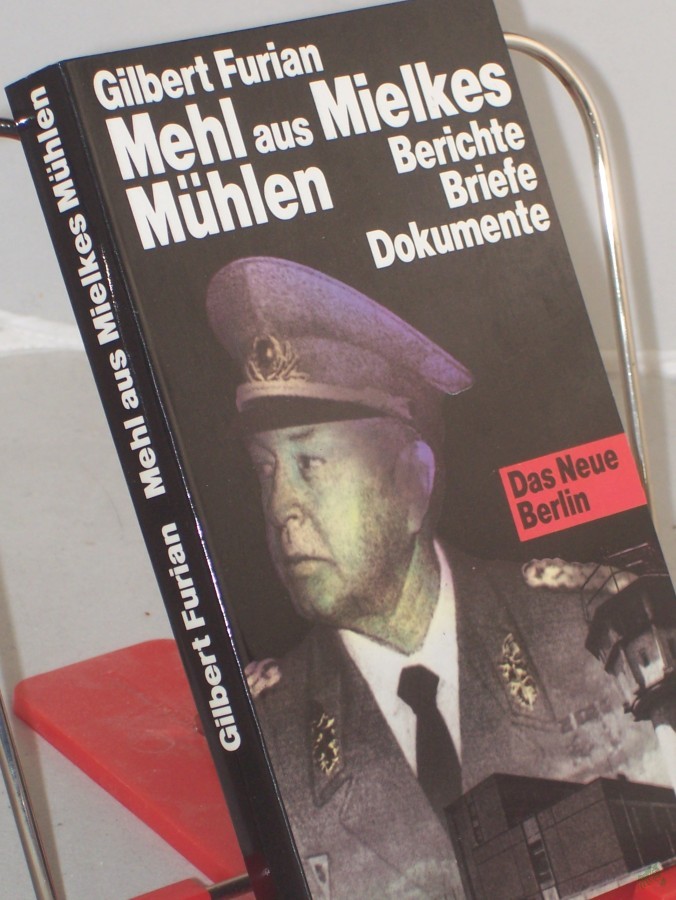 Gilbert Furian
Mehl aus Mielkes
Mühlen
Berichte
Briefe
Dokumente
Das Neue
Berlin
Gilbert Furian Mehl aus Mielkes Mühlen